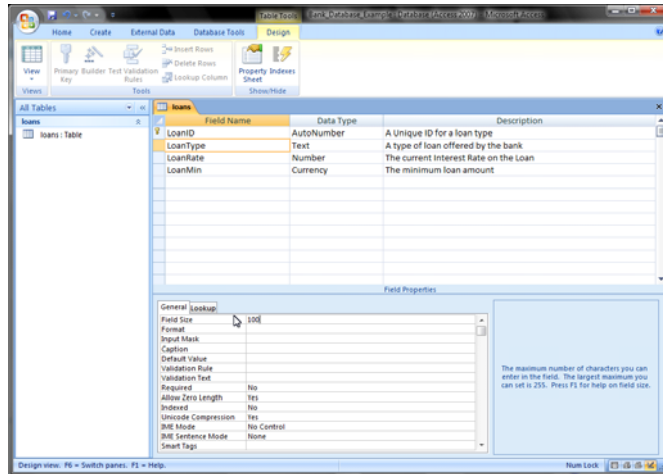 Table Tools Bank_Database_Example : Database (Access 2007) - Microsoft Access
Home Create External Data Database Tools Design
View
Primary Key
Builder
Test Validation Rules
Insert Rows
Delete Rows
Lookup Column
Property Sheet
Indexes
Views Tools Show/Hide
All Tables
loans
loans : Table
loans
Field Name Data Type Description
LoanID AutoNumber A Unique ID for a loan type
LoanType Text A type of loan offered by the bank
LoanRate Number The current Interest Rate on the Loan
LoanMin Currency The minimum loan amount
Field Properties
General Lookup
Field Size 100
Format
Input Mask
Caption
Default Value
Validation Rule
Validation Text
Required No
Allow Zero Length Yes
Indexed No
Unicode Compression Yes
IME Mode No Control
IME Sentence Mode None
Smart Tags
The maximum number of characters you can
enter in the field. The largest maximum you
can set is 255. Press F1 for help on field size.
Design view. F6 = Switch panes. F1 = Help.
Num Lock